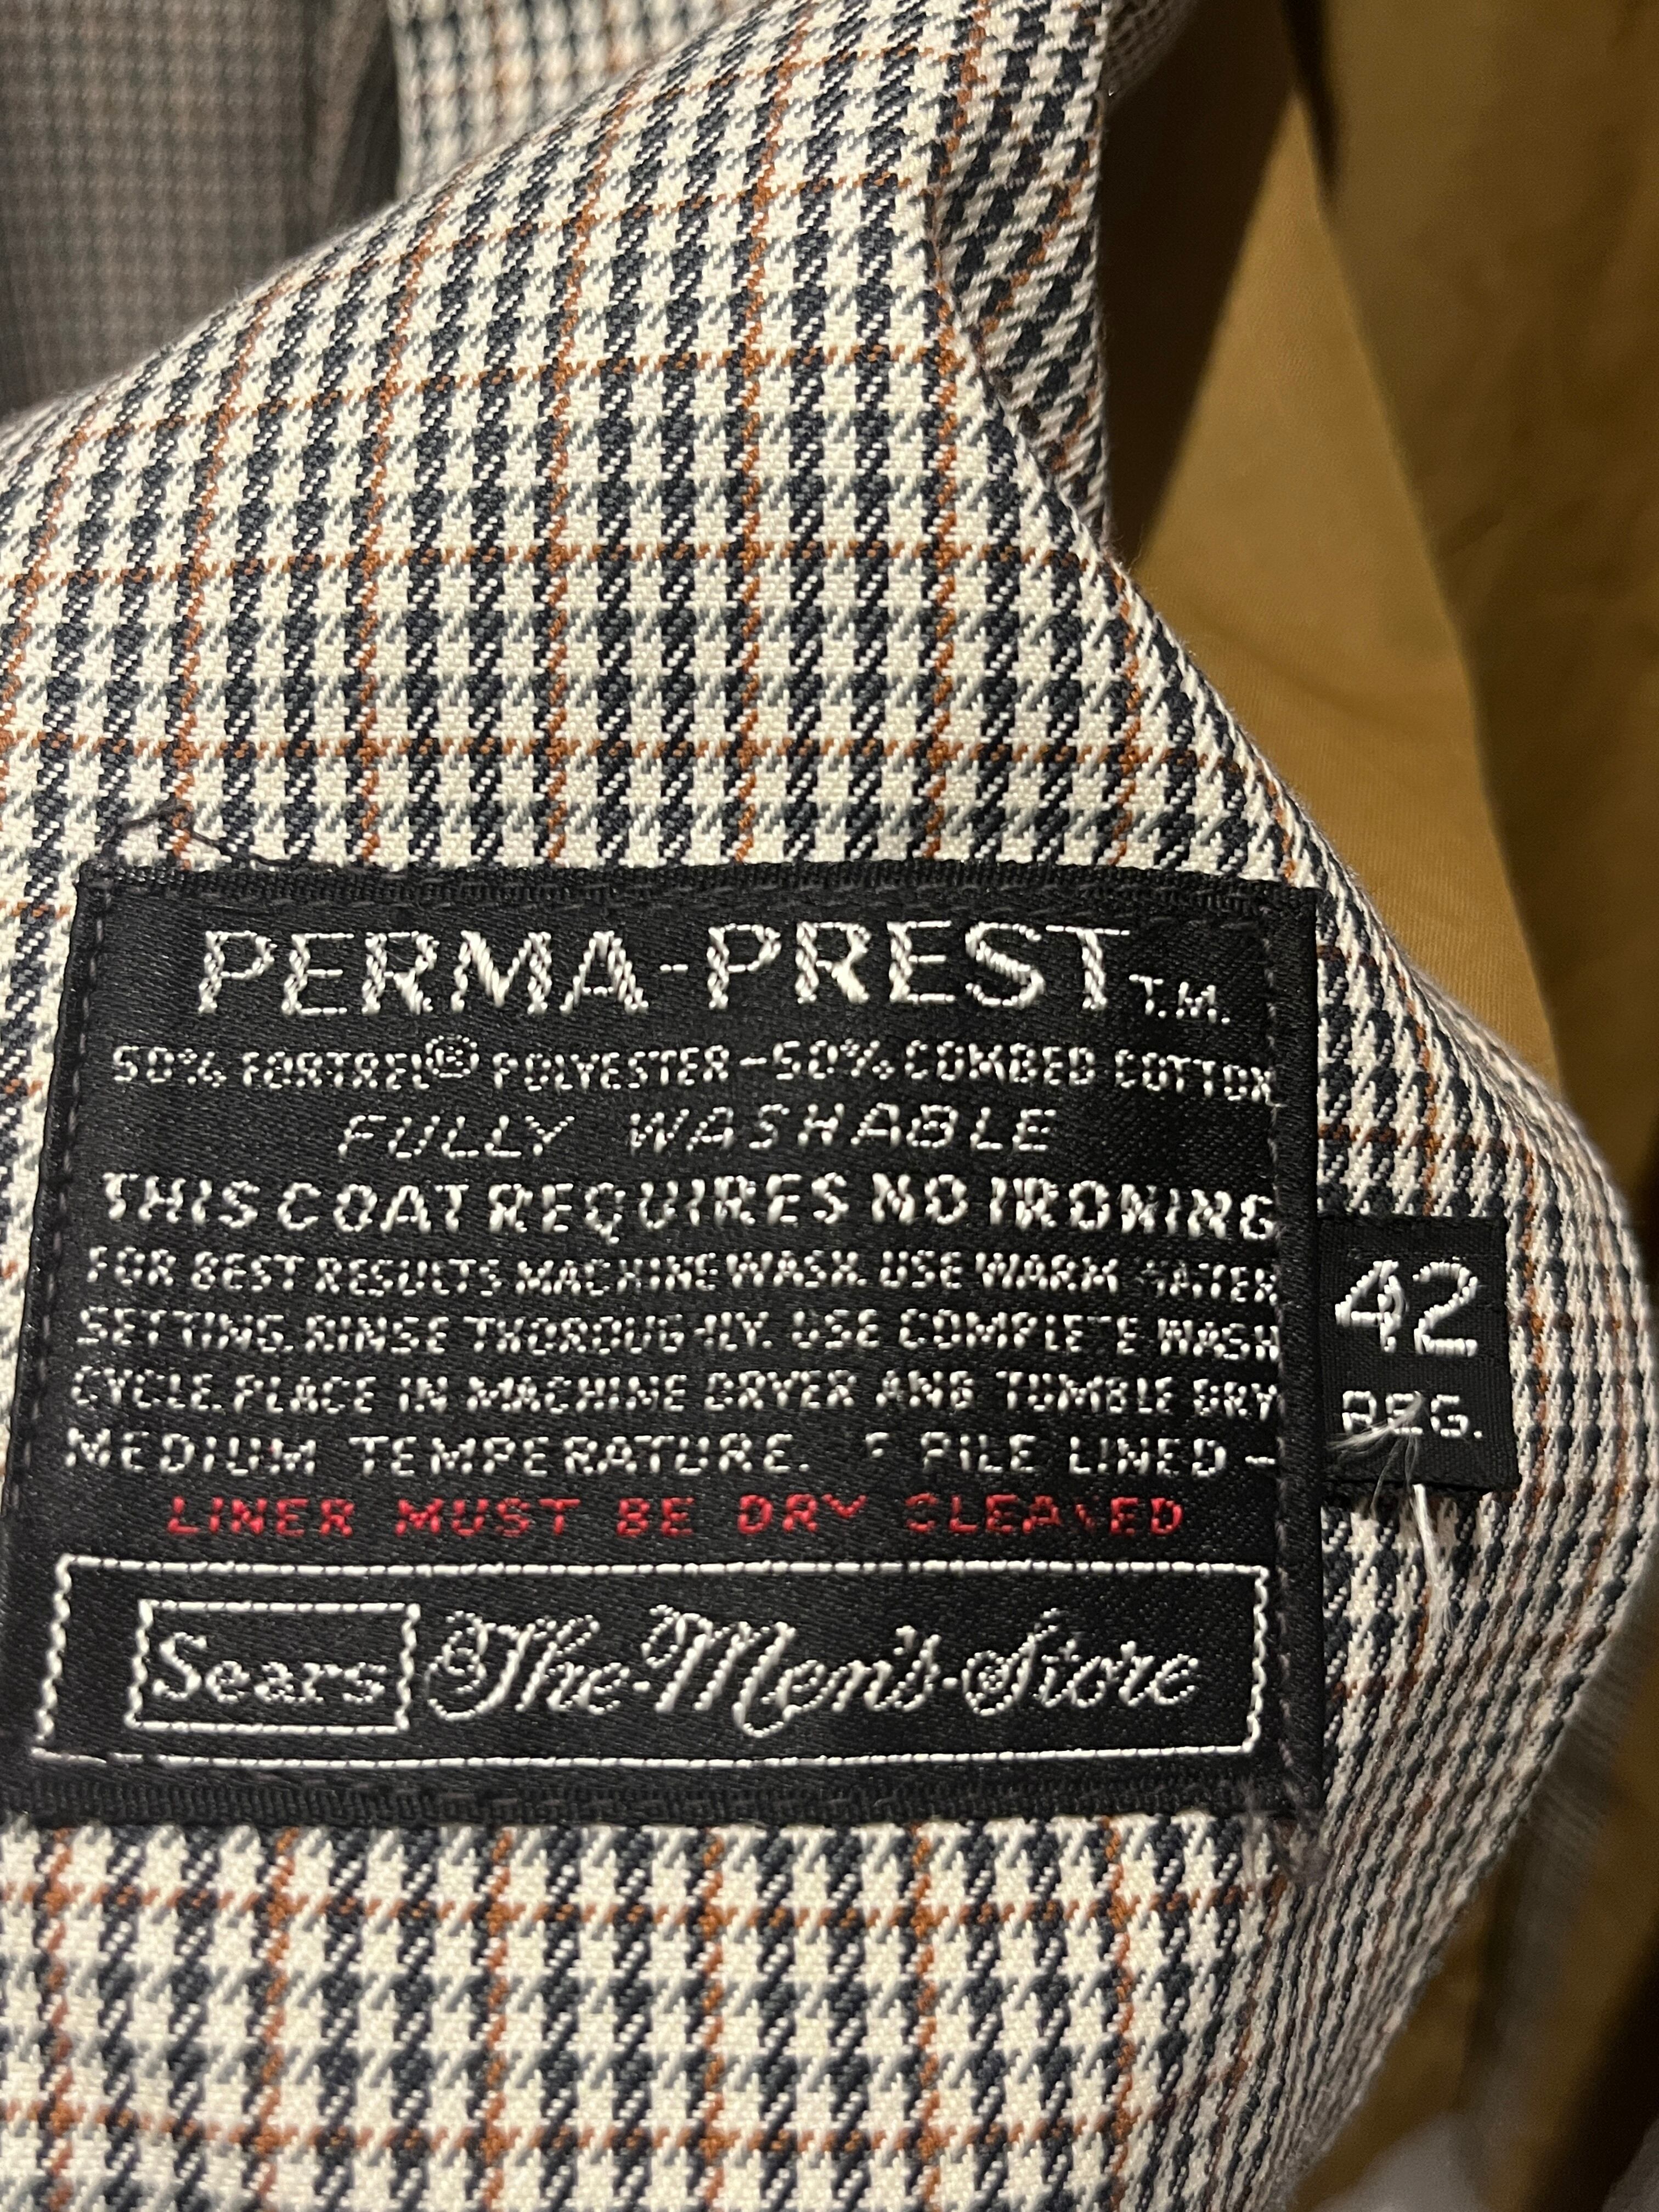 PERMA-PREST T.M.
50% FORTREL® POLYESTER-50% COMBED COTTON
FULLY WASHABLE
THIS COAT REQUIRES NO IRONING
FOR BEST RESULTS MACHINE WASH. USE WARM WATER
SETTING. RINSE THOROUGHLY. USE COMPLETE WASH
CYCLE. PLACE IN MACHINE DRYER AND TUMBLE DRY
MEDIUM TEMPERATURE. IF PILE LINED -
LINER MUST BE DRY CLEANED
Sears The Men's Store
42
REG.